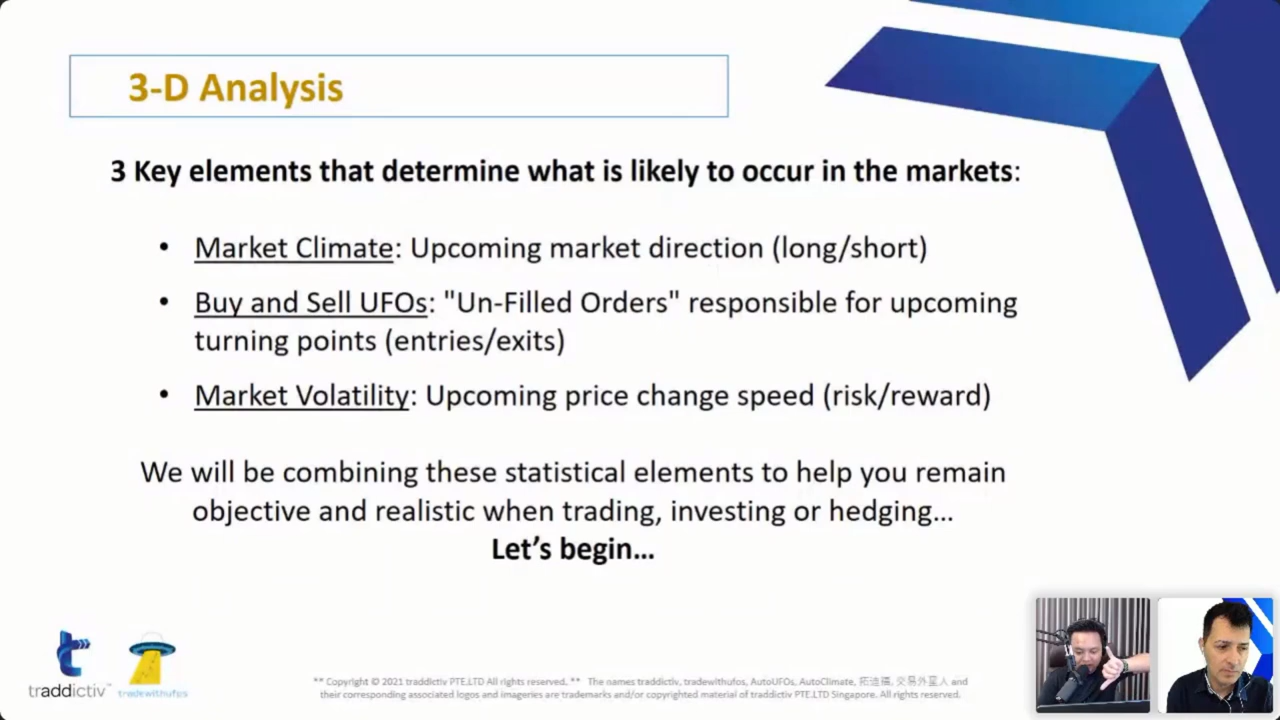 3-D Analysis
3 Key elements that determine what is likely to occur in the markets:
• Market Climate: Upcoming market direction (long/short)
• Buy and Sell UFOs: "Un-Filled Orders" responsible for upcoming
turning points (entries/exits)
• Market Volatility: Upcoming price change speed (risk/reward)
We will be combining these statistical elements to help you remain
objective and realistic when trading, investing or hedging...
Let's begin...
traddictiv™ tradewithufos
** Copyright © 2021 traddictiv PTE.LTD All rights reserved. ** The names traddictiv, tradewithufos, AutoUFOs, AutoClimate, 拓迪福, 交易外星人 and
their corresponding associated logos and imageries are trademarks and/or copyrighted material of traddictiv PTE.LTD Singapore. All rights reserved.